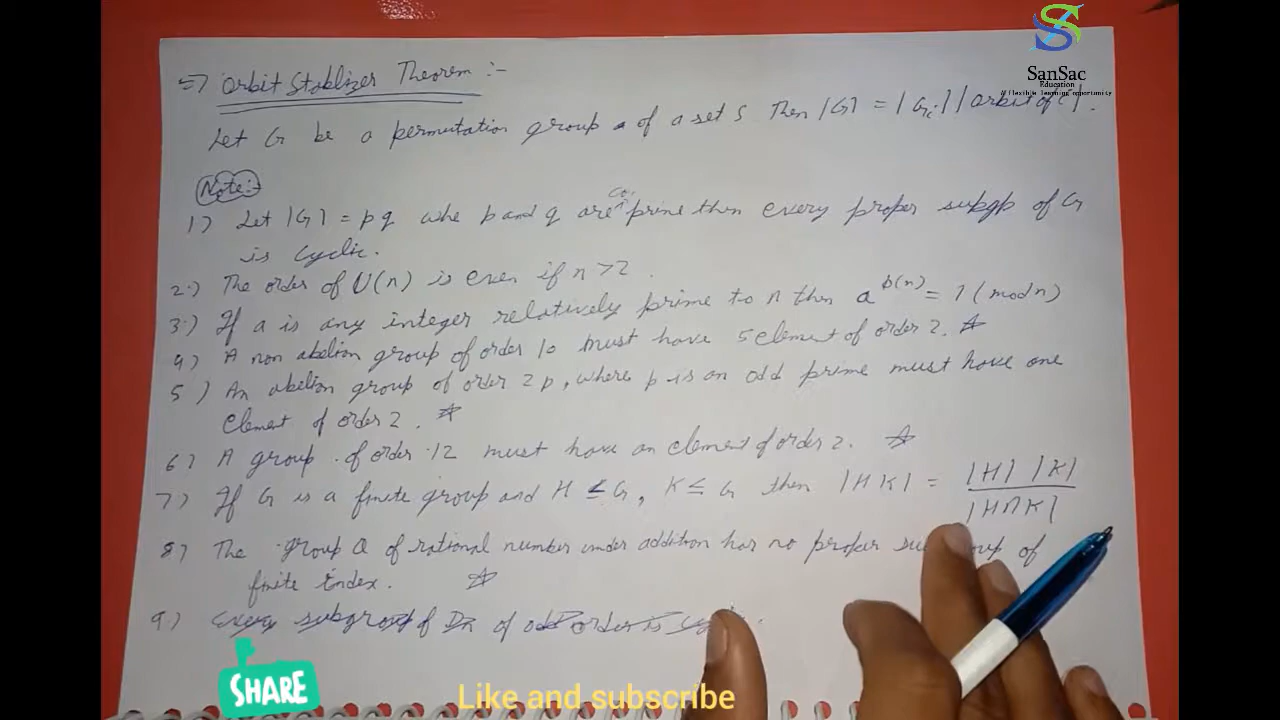 SanSac
Education
A flexible learning opportunity
=> Orbit Stablizer Theorem :-
Let G be a permutation group a of a set S Then |G| = |Gi| |orbit of i|.
Note:-
1) Let |G| = pq whe p and q are co prime then every proper subgp of G
is cyclic.
2.) The order of U(n) is even if n >2.
3.) If a is any integer relatively prime to n then a^ϕ(n) = 1 (mod n)
4) A non abelian group of order 10 must have 5 element of order 2. ☆
5) An abelian group of order 2p, where p is an odd prime must have one
element of order 2. ☆
6) A group of order 12 must have an element of order 2. ☆
7) If G is a finite group and H ≤ G, K ≤ G then |HK| = |H| |K| / |H∩K|
8) The group Q of rational number under addition has no proper subgroup of
finite index. ☆
9) Every subgroup of Dn of odd order is
SHARE
Like and subscribe